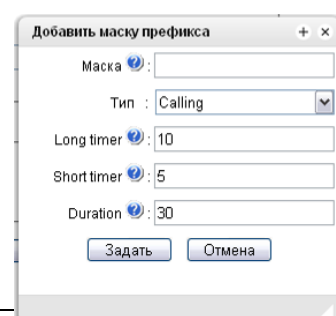 Добавить маску префикса + ×
Маска ? :
Тип : Calling
Long timer ? : 10
Short timer ? : 5
Duration ? : 30
Задать Отмена